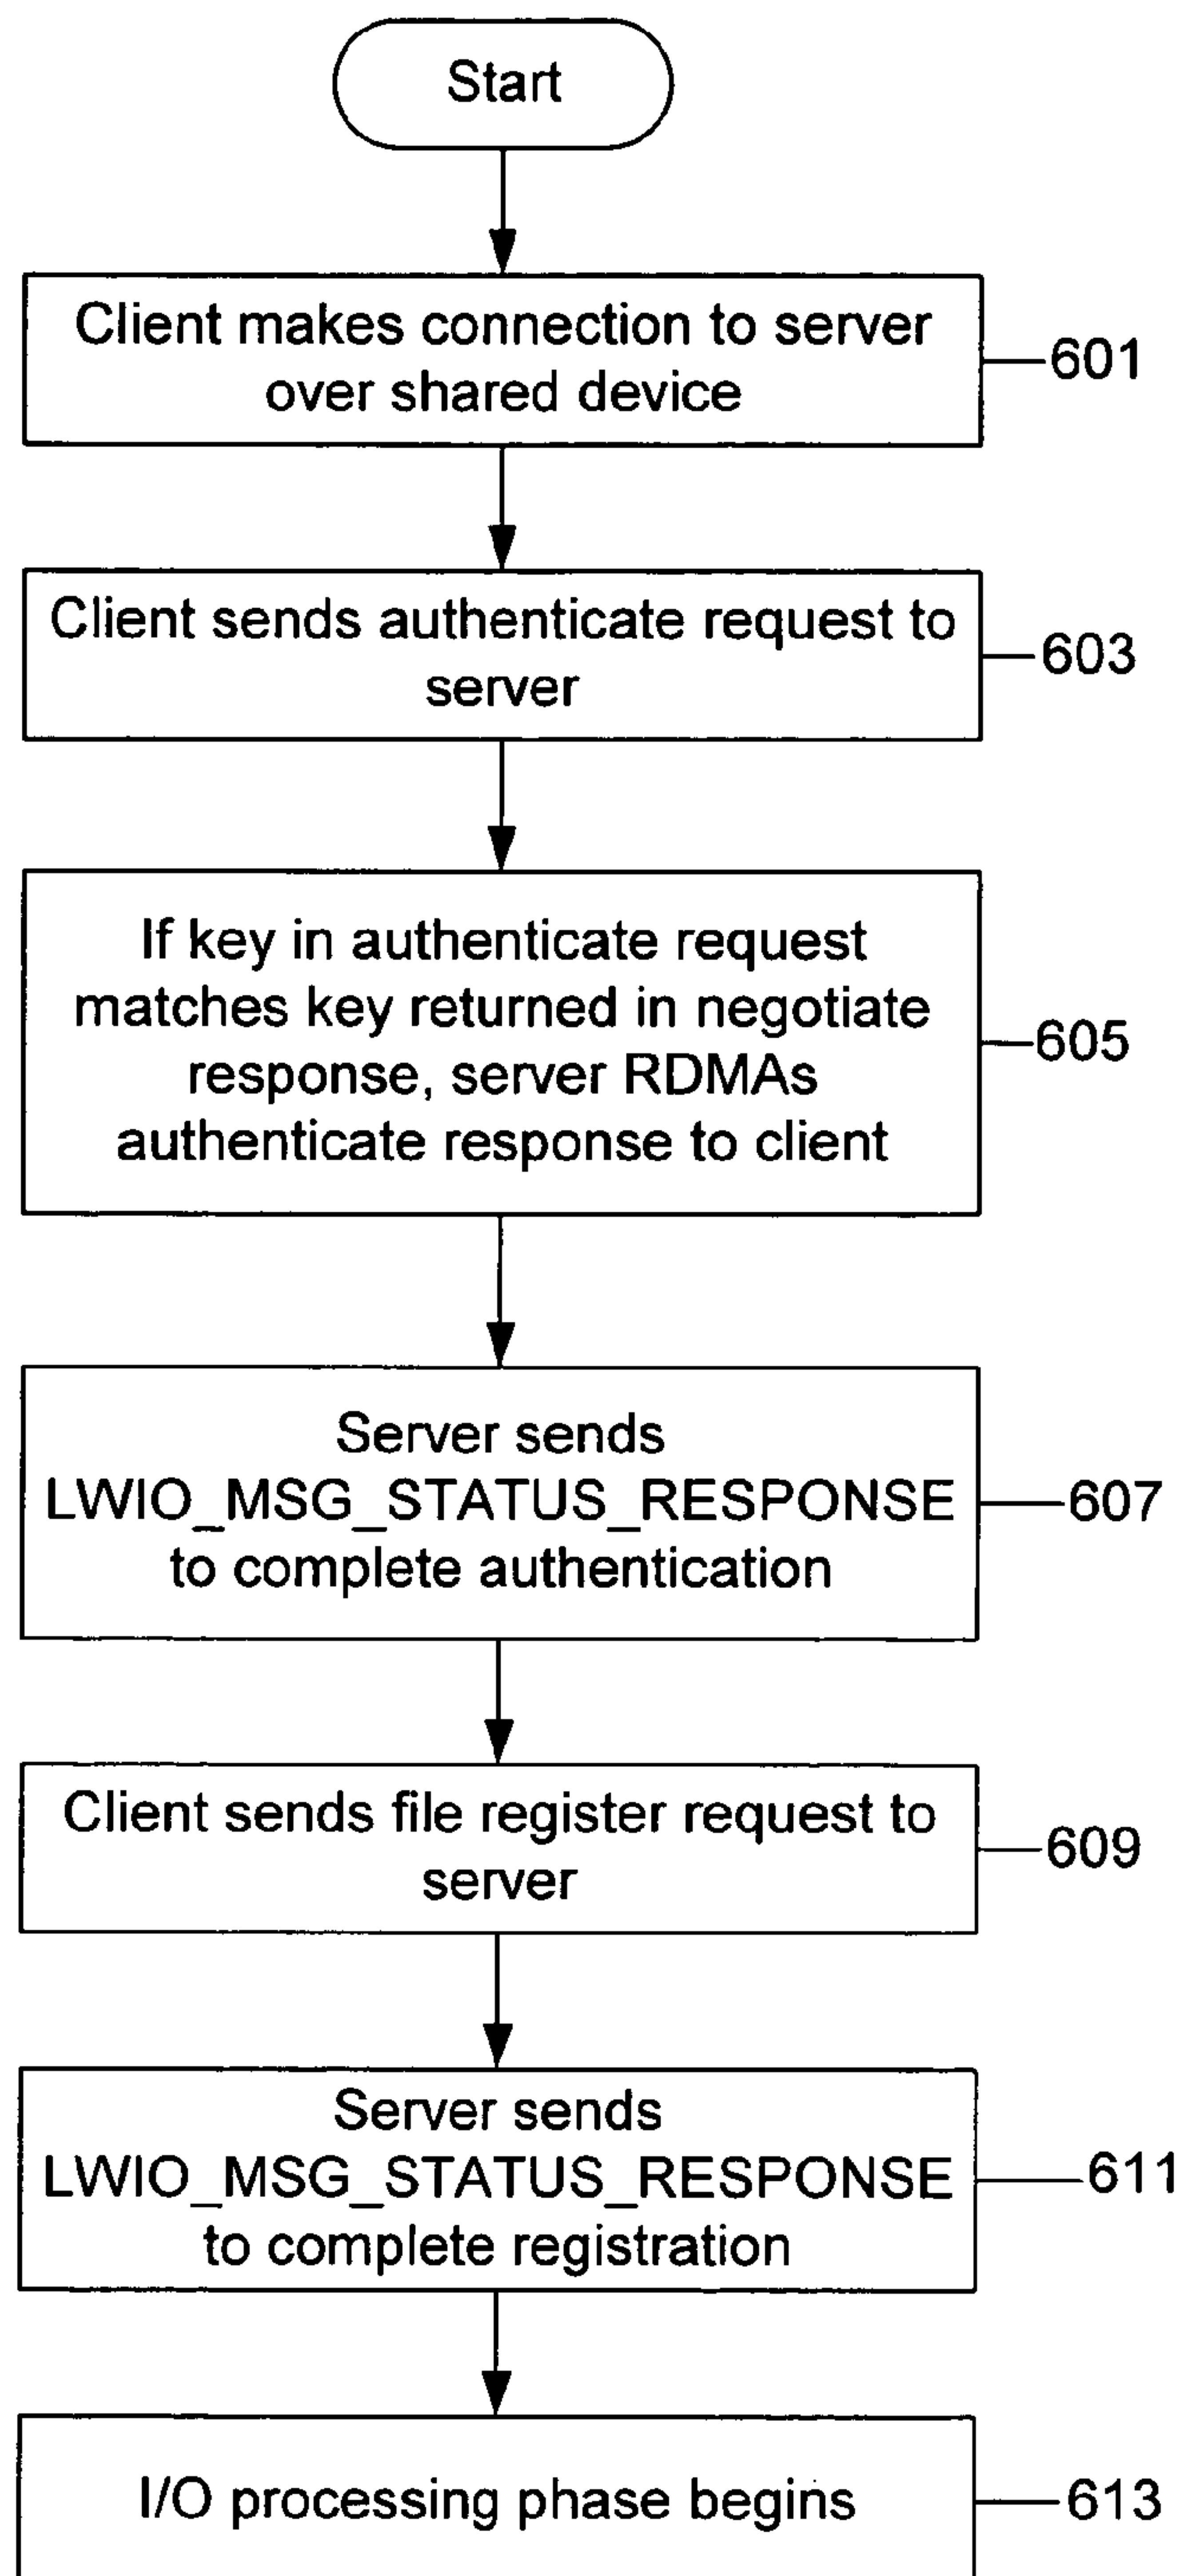 Start
Client makes connection to server
over shared device
601
Client sends authenticate request to
server
603
If key in authenticate request
matches key returned in negotiate
response, server RDMAs
authenticate response to client
605
Server sends
LWIO_MSG_STATUS_RESPONSE
to complete authentication
607
Client sends file register request to
server
609
Server sends
LWIO_MSG_STATUS_RESPONSE
to complete registration
611
I/O processing phase begins
613